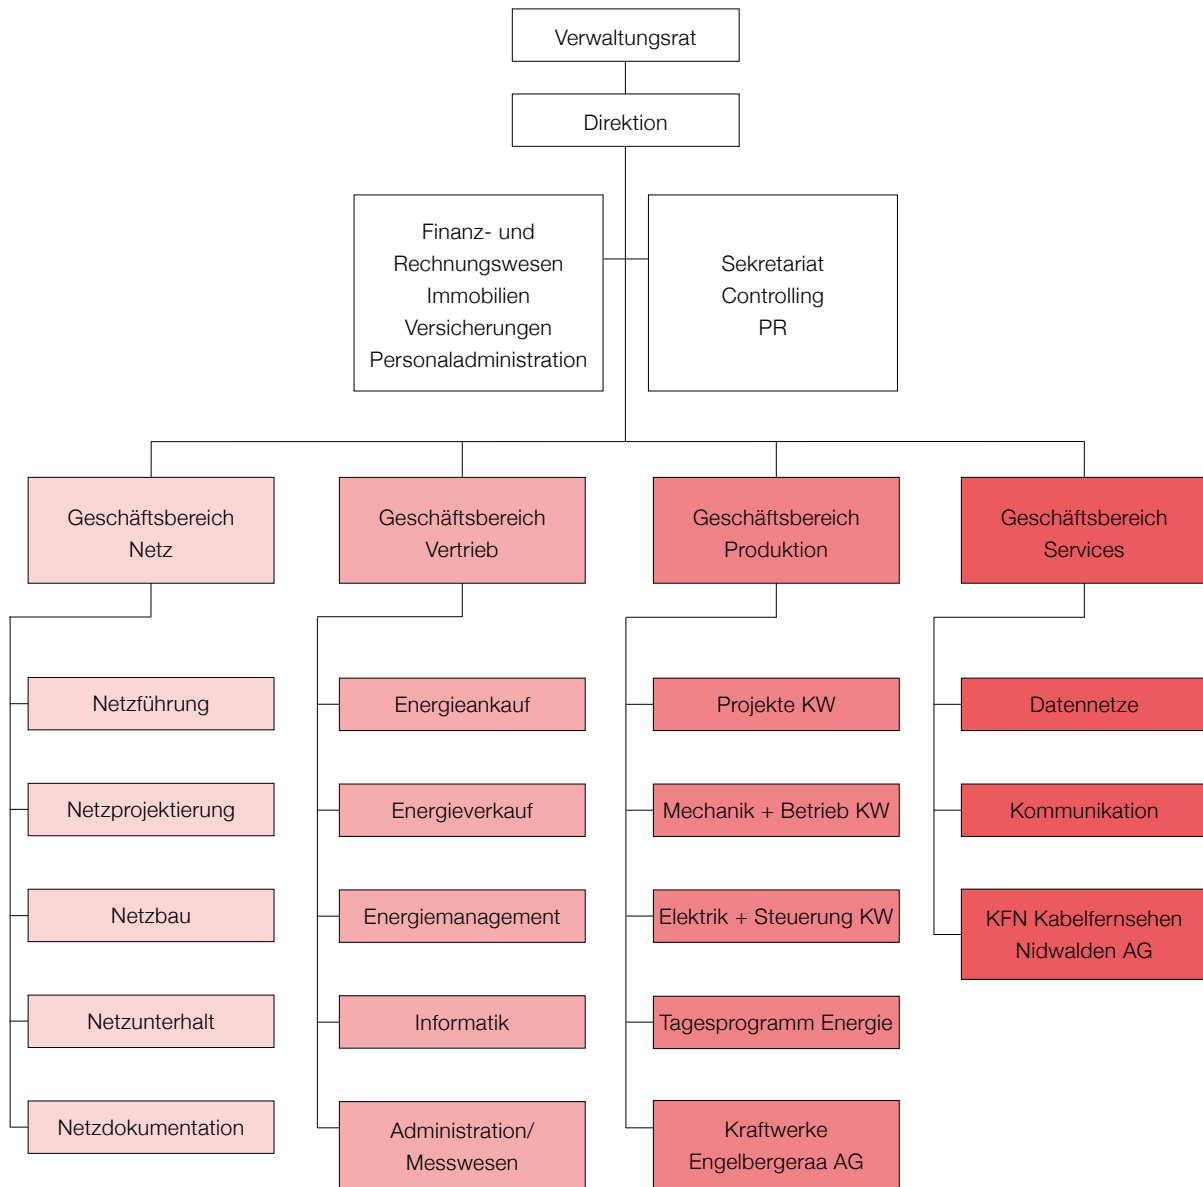 Verwaltungsrat
Direktion
Finanz- und
Rechnungswesen
Immobilien
Versicherungen
Personaladministration
Sekretariat
Controlling
PR
Geschäftsbereich
Netz
Geschäftsbereich
Vertrieb
Geschäftsbereich
Produktion
Geschäftsbereich
Services
Netzführung
Netzprojektierung
Netzbau
Netzunterhalt
Netzdokumentation
Energieankauf
Energieverkauf
Energiemanagement
Informatik
Administration/
Messwesen
Projekte KW
Mechanik + Betrieb KW
Elektrik + Steuerung KW
Tagesprogramm Energie
Kraftwerke
Engelbergeraa AG
Datennetze
Kommunikation
KFN Kabelfernsehen
Nidwalden AG